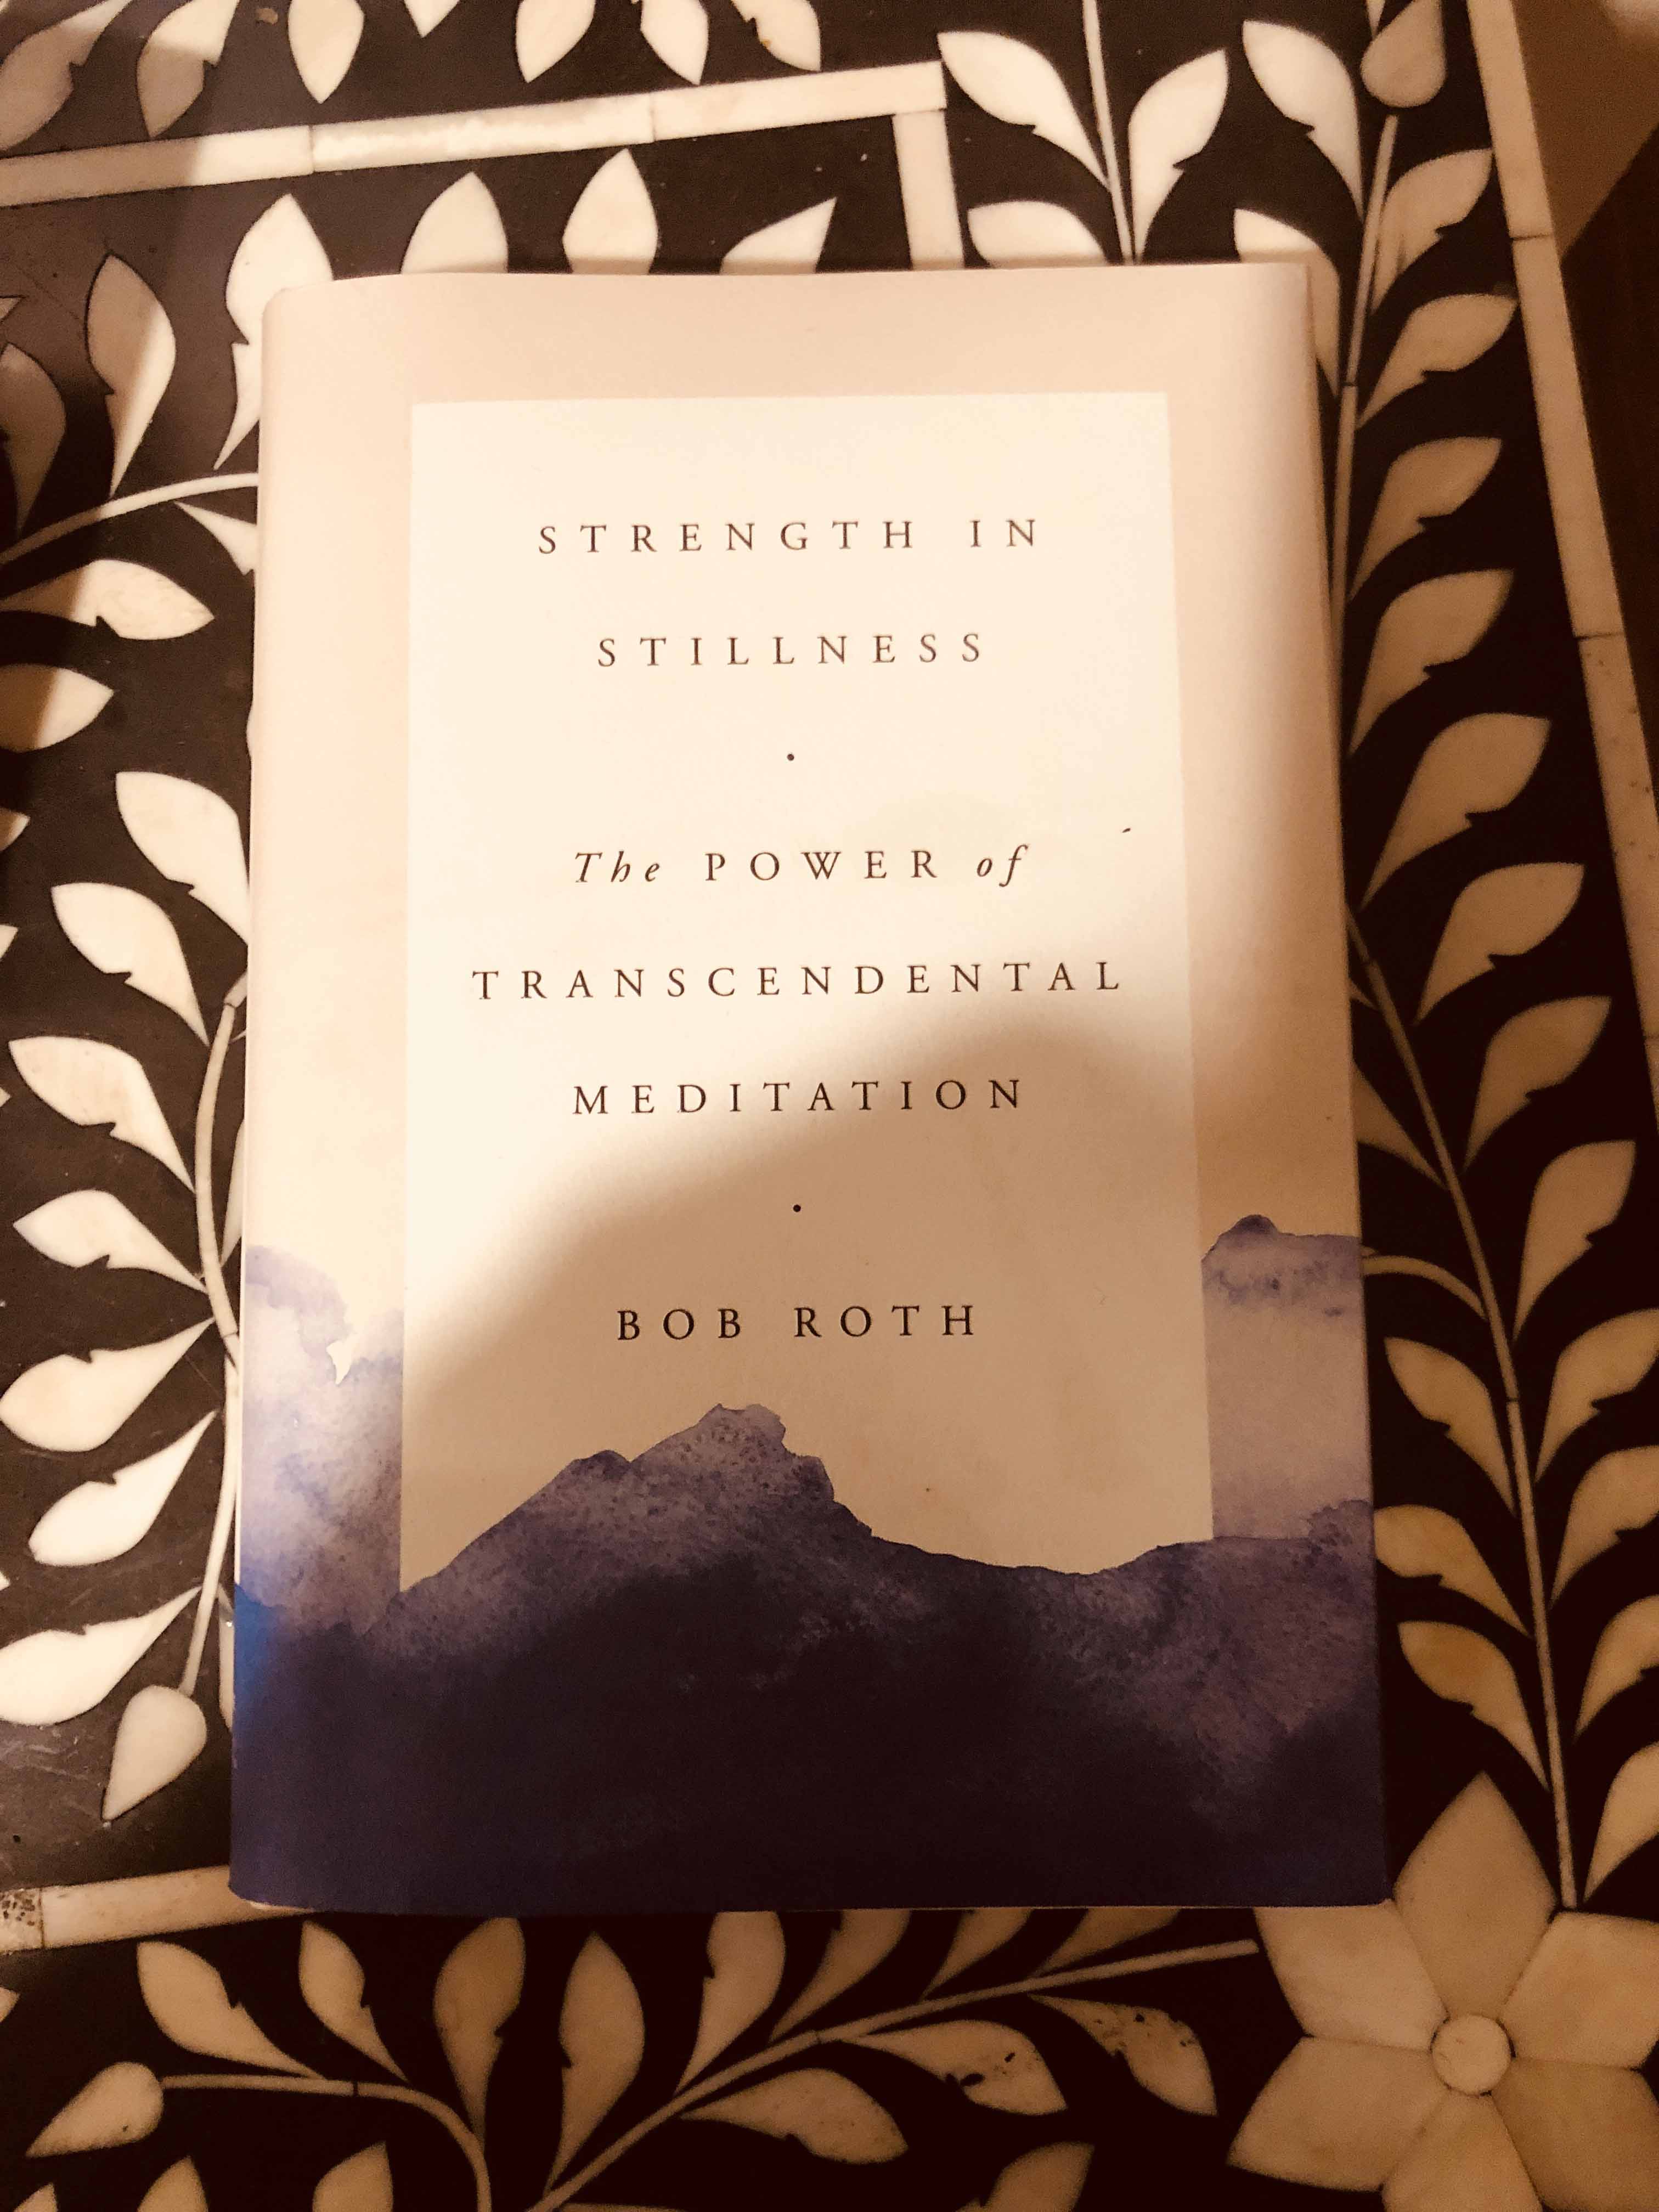 STRENGTH IN
STILLNESS
•
The POWER of
TRANSCENDENTAL
MEDITATION
•
BOB ROTH